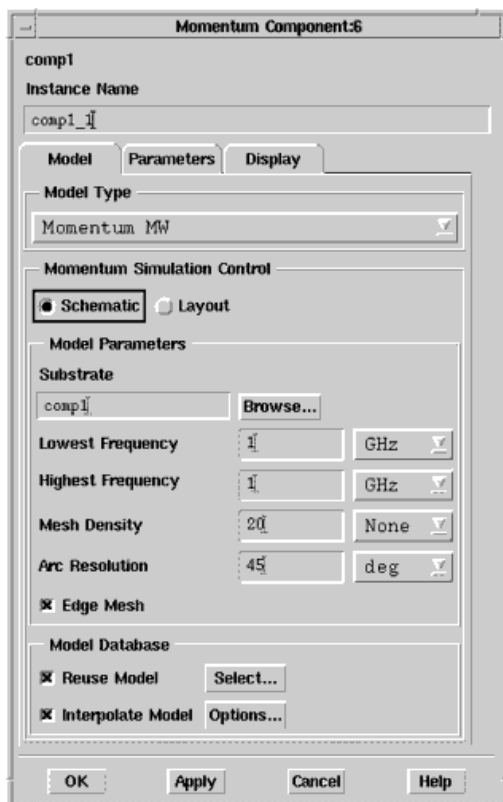 Momentum Component:6
comp1
Instance Name
comp1_1
Model Parameters Display
Model Type
Momentum MW
Momentum Simulation Control
Schematic Layout
Model Parameters
Substrate
comp1 Browse...
Lowest Frequency 1 GHz
Highest Frequency 1 GHz
Mesh Density 20 None
Arc Resolution 45 deg
Edge Mesh
Model Database
Reuse Model Select...
Interpolate Model Options...
OK Apply Cancel Help